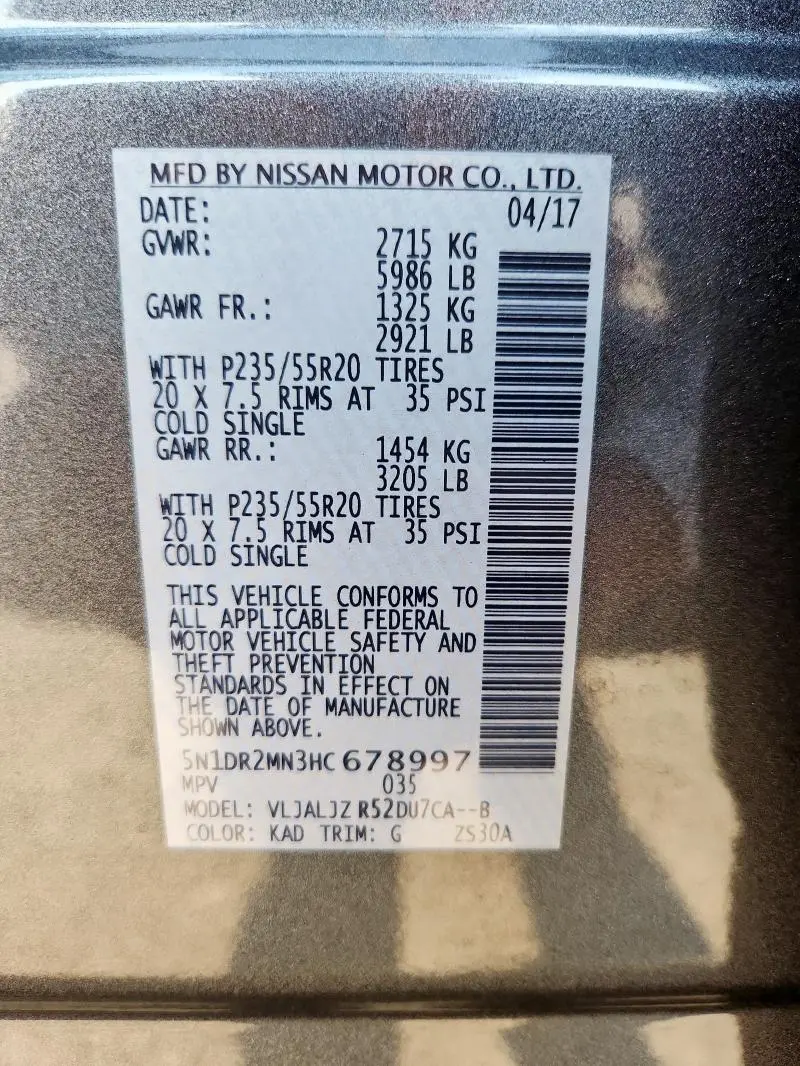 MFD BY NISSAN MOTOR CO., LTD.
DATE: 04/17
GVWR: 2715 KG
5986 LB
GAWR FR.: 1325 KG
2921 LB
WITH P235/55R20 TIRES
20 X 7.5 RIMS AT 35 PSI
COLD SINGLE
GAWR RR.: 1454 KG
3205 LB
WITH P235/55R20 TIRES
20 X 7.5 RIMS AT 35 PSI
COLD SINGLE
THIS VEHICLE CONFORMS TO
ALL APPLICABLE FEDERAL
MOTOR VEHICLE SAFETY AND
THEFT PREVENTION
STANDARDS IN EFFECT ON
THE DATE OF MANUFACTURE
SHOWN ABOVE.
5N1DR2MN3HC678997
MPV 035
MODEL: VLJALJZ R52DU7CA--B
COLOR: KAD TRIM: G ZS30A